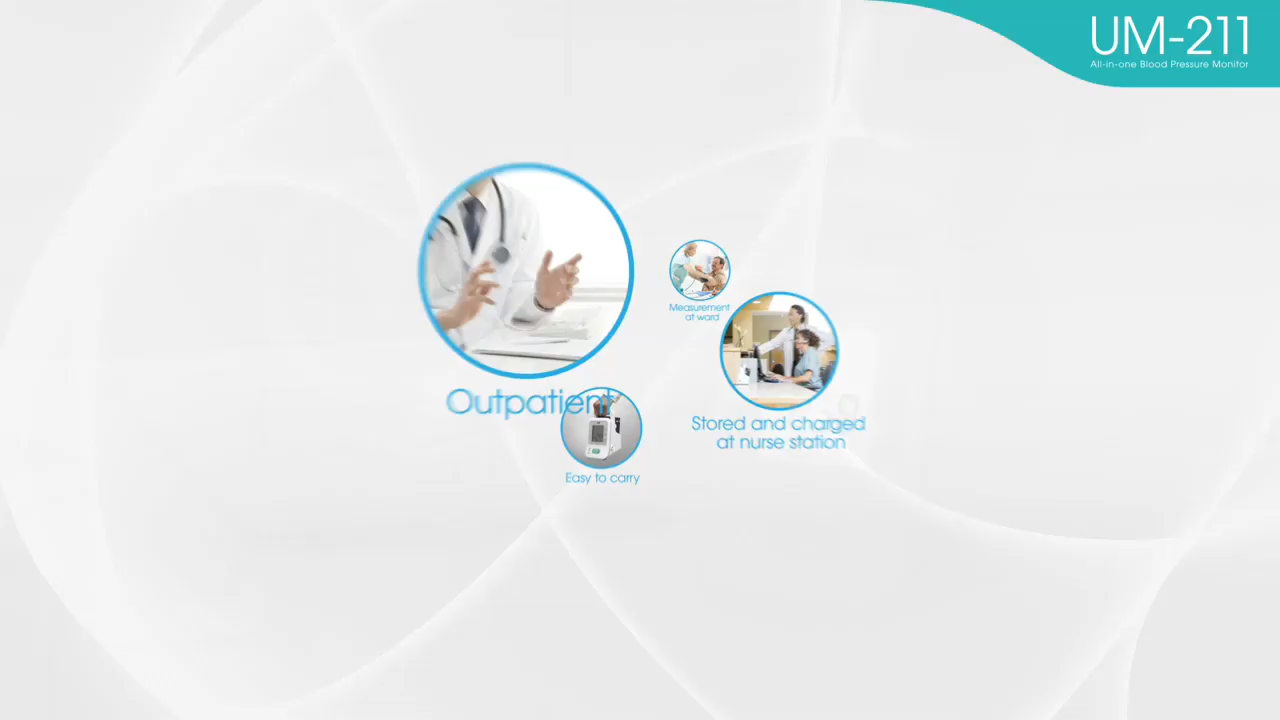 UM-211
All-in-one Blood Pressure Monitor
Measurement
at ward
Outpatient
Stored and charged
at nurse station
Easy to carry